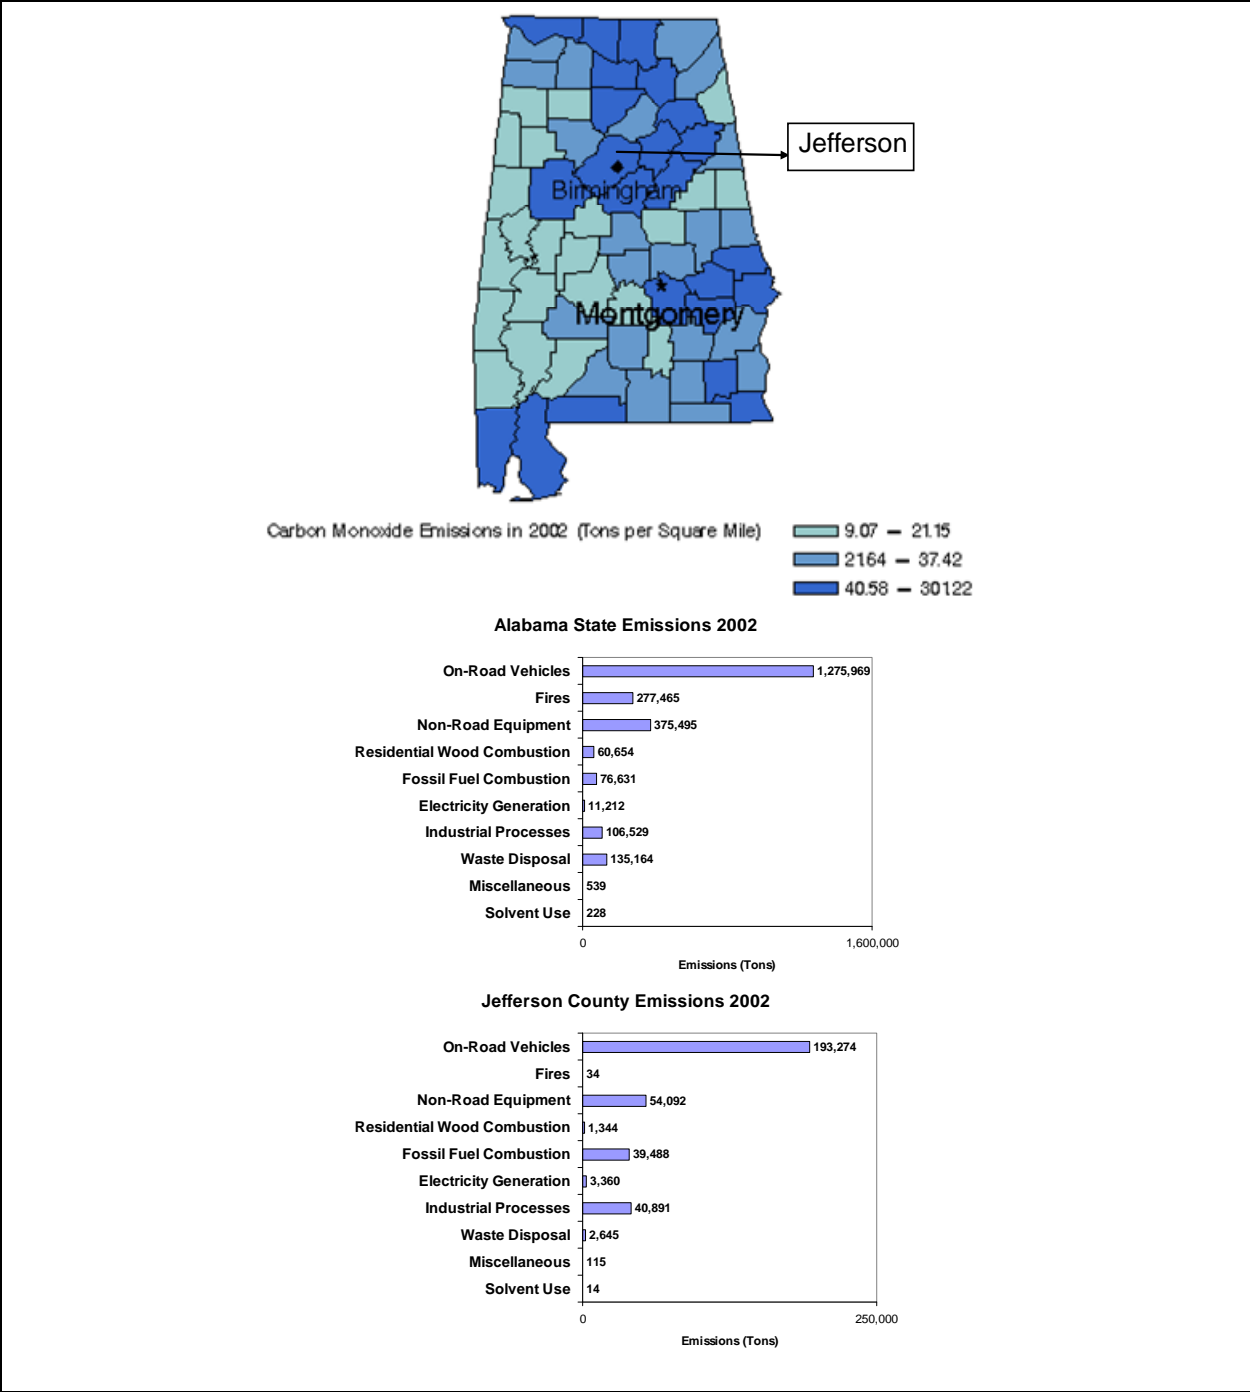 Jefferson
Birmingham
Montgomery
Carbon Monoxide Emissions in 2002 (Tons per Square Mile)
9.07 — 21.15
21.64 — 37.42
40.58 — 301.22
Alabama State Emissions 2002
On-Road Vehicles 1,275,969
Fires 277,465
Non-Road Equipment 375,495
Residential Wood Combustion 60,654
Fossil Fuel Combustion 76,631
Electricity Generation 11,212
Industrial Processes 106,529
Waste Disposal 135,164
Miscellaneous 539
Solvent Use 228
0 1,600,000
Emissions (Tons)
Jefferson County Emissions 2002
On-Road Vehicles 193,274
Fires 34
Non-Road Equipment 54,092
Residential Wood Combustion 1,344
Fossil Fuel Combustion 39,488
Electricity Generation 3,360
Industrial Processes 40,891
Waste Disposal 2,645
Miscellaneous 115
Solvent Use 14
0 250,000
Emissions (Tons)